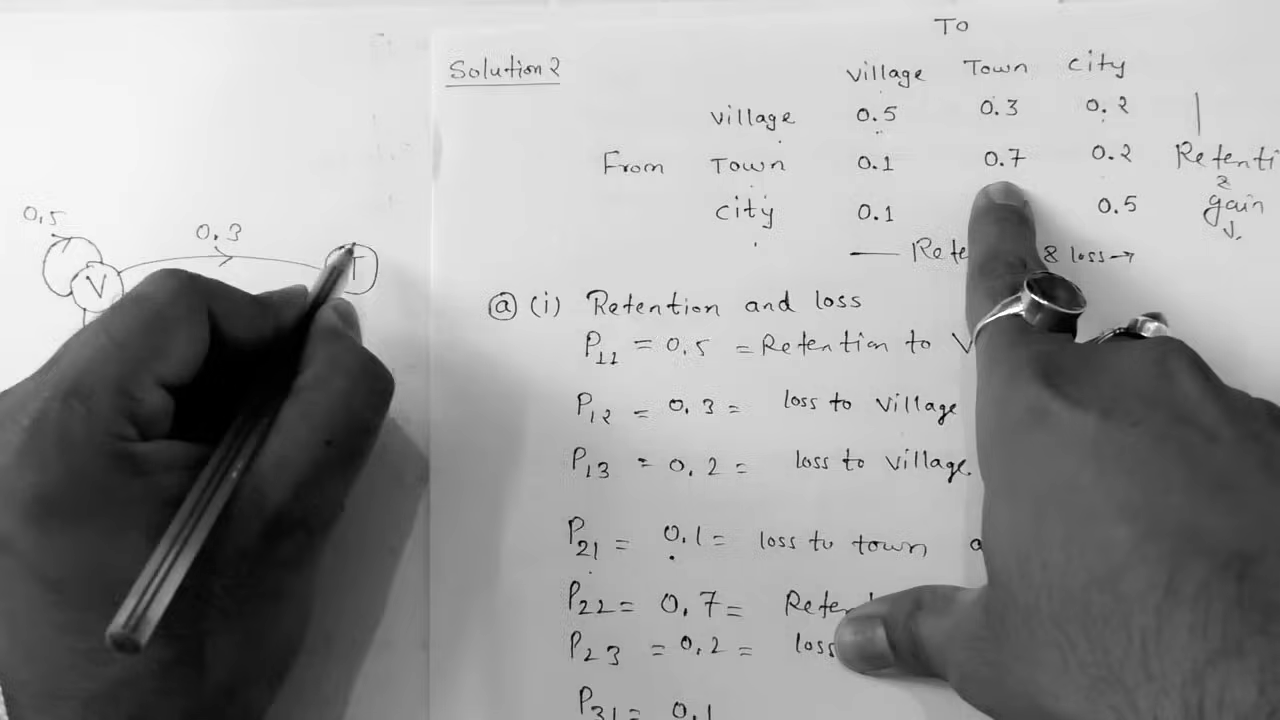 TO
Solution 2
Village Town City
Village 0.5 0.3 0.2
From Town 0.1 0.7 0.2
City 0.1 0.5
gain
& loss→
ⓐ (i) Retention and loss
P11 = 0.5 = Retention to
P12 = 0.3 = loss to village
P13 = 0.2 = loss to village.
P21 = 0.1 = loss to town
P22 = 0.7 =
P23 = 0.2 = loss
P31 = 0.1
0.5
0.3
V
T